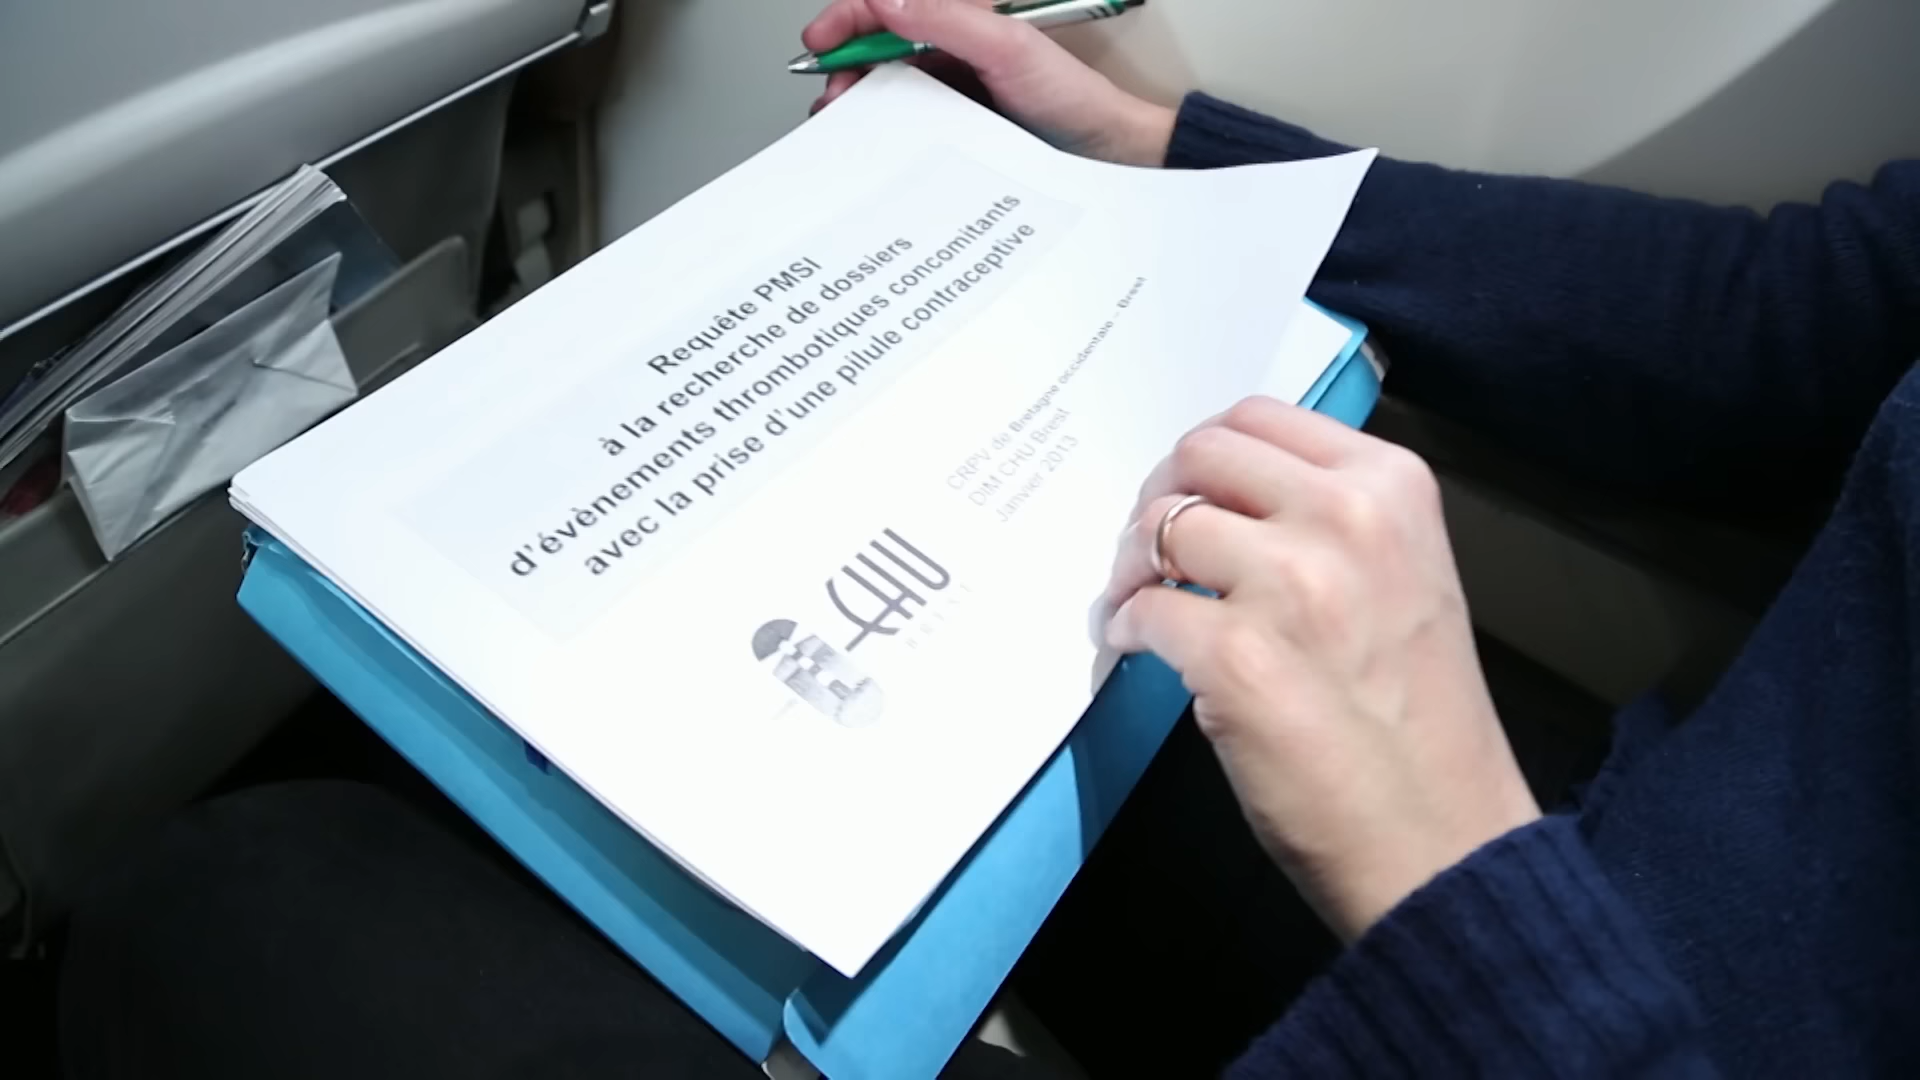 Requête PMSI
à la recherche de dossiers
d'évènements thrombotiques concomitants
avec la prise d'une pilule contraceptive
CRPV de Bretagne occidentale – Brest
DIM CHU Brest
Janvier 2013
CHU
BREST